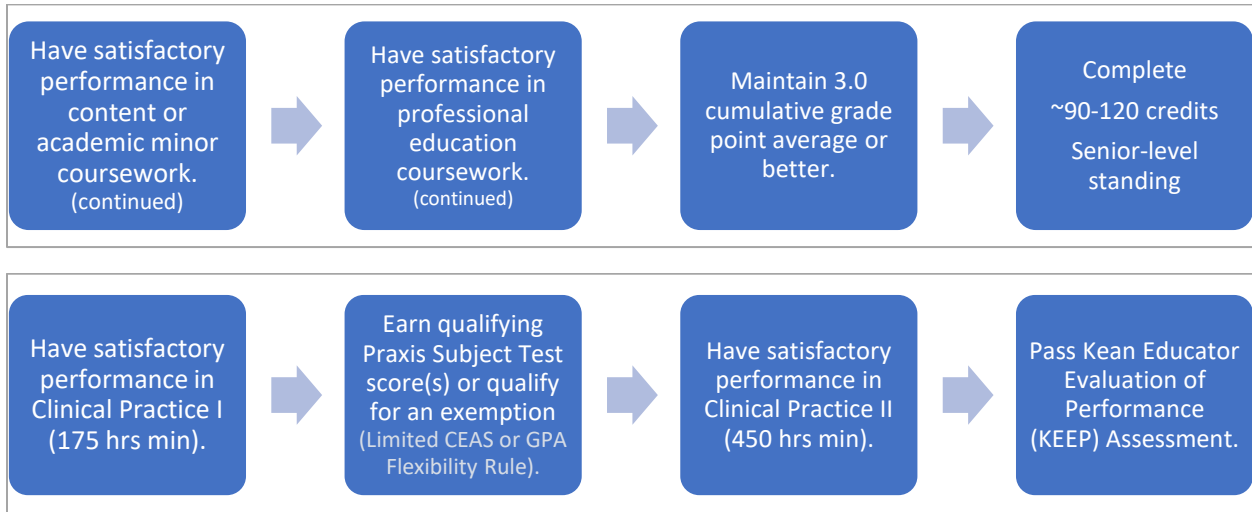 Have satisfactory
performance in
content or
academic minor
coursework.
(continued)
Have satisfactory
performance in
professional
education
coursework.
(continued)
Maintain 3.0
cumulative grade
point average or
better.
Complete
~90-120 credits
Senior-level
standing
Have satisfactory
performance in
Clinical Practice I
(175 hrs min).
Earn qualifying
Praxis Subject Test
score(s) or qualify
for an exemption
(Limited CEAS or GPA
Flexibility Rule).
Have satisfactory
performance in
Clinical Practice II
(450 hrs min).
Pass Kean Educator
Evaluation of
Performance
(KEEP) Assessment.